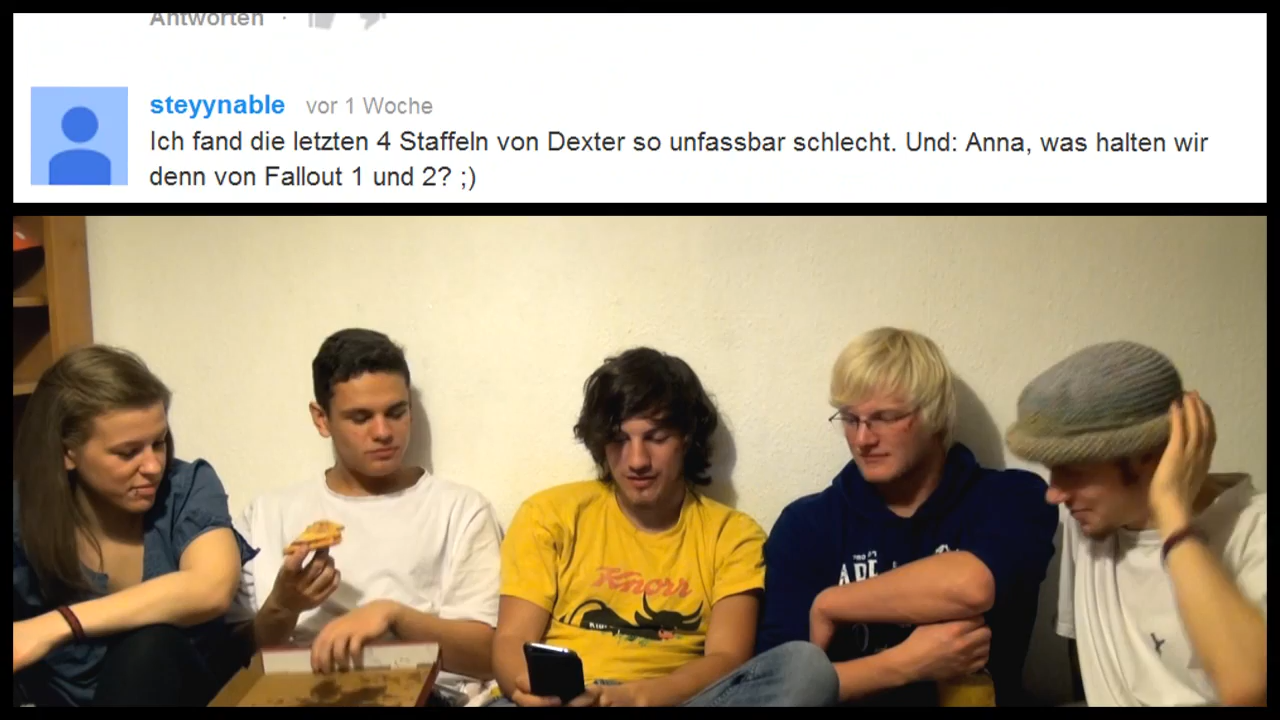 Antworten ·
steyynable vor 1 Woche
Ich fand die letzten 4 Staffeln von Dexter so unfassbar schlecht. Und: Anna, was halten wir
denn von Fallout 1 und 2? ;)
Knorr